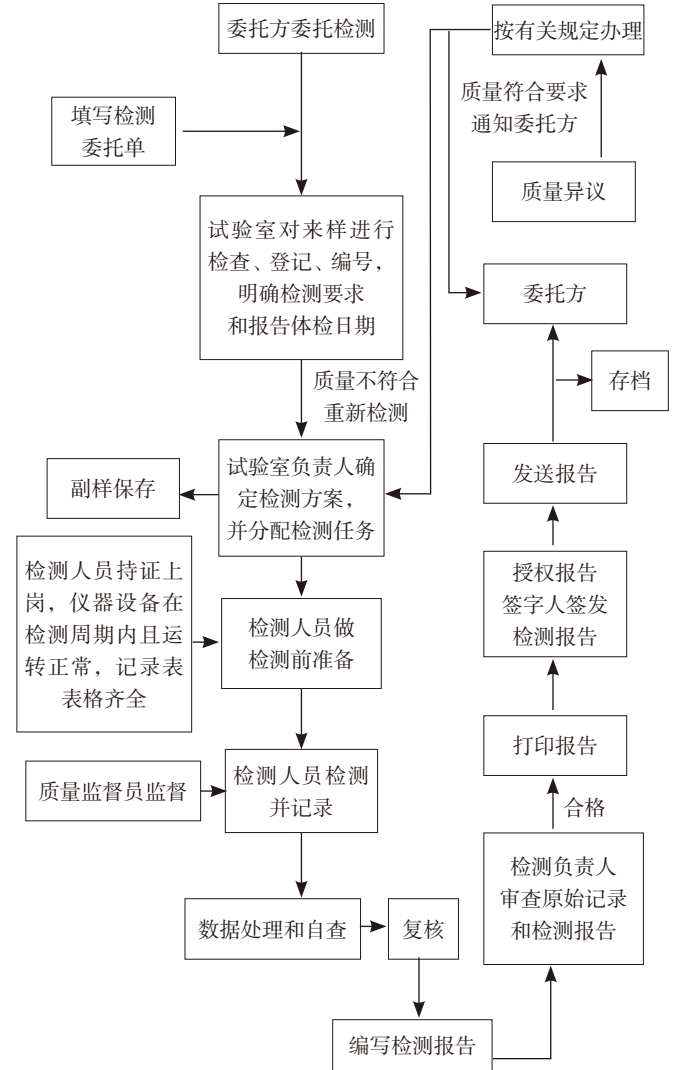 委托方委托检测
填写检测
委托单
试验室对来样进行
检查、登记、编号，
明确检测要求
和报告体检日期
质量不符合
重新检测
试验室负责人确
定检测方案，
并分配检测任务
副样保存
检测人员持证上
岗，仪器设备在
检测周期内且运
转正常，记录表
表格齐全
检测人员做
检测前准备
质量监督员监督
检测人员检测
并记录
数据处理和自查
复核
编写检测报告
检测负责人
审查原始记录
和检测报告
合格
打印报告
授权报告
签字人签发
检测报告
发送报告
存档
委托方
质量异议
质量符合要求
通知委托方
按有关规定办理